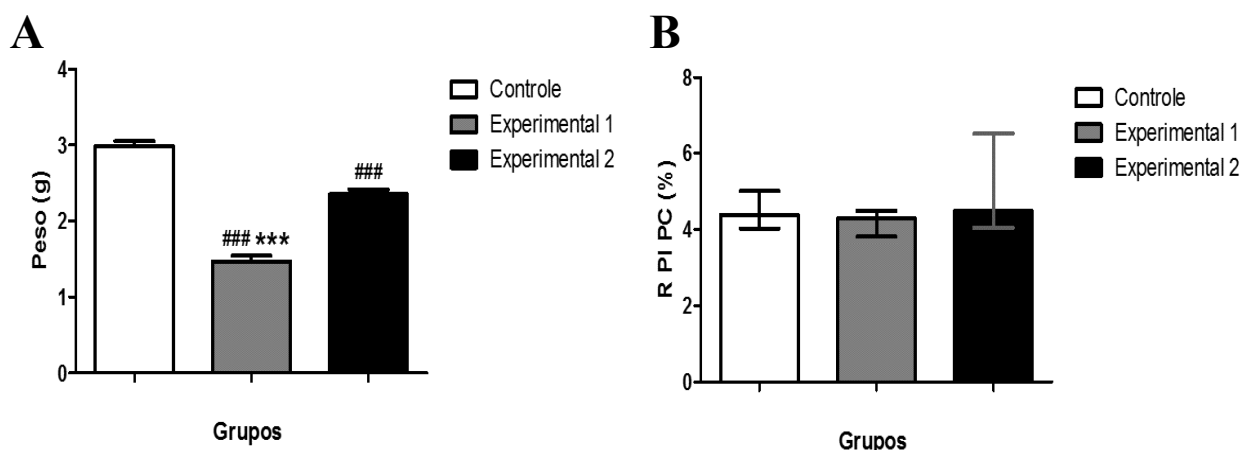 A
Peso (g)
4
3
2
1
0
### ***
###
Controle
Experimental 1
Experimental 2
Grupos
B
R PI PC (%)
8
6
4
2
0
Controle
Experimental 1
Experimental 2
Grupos